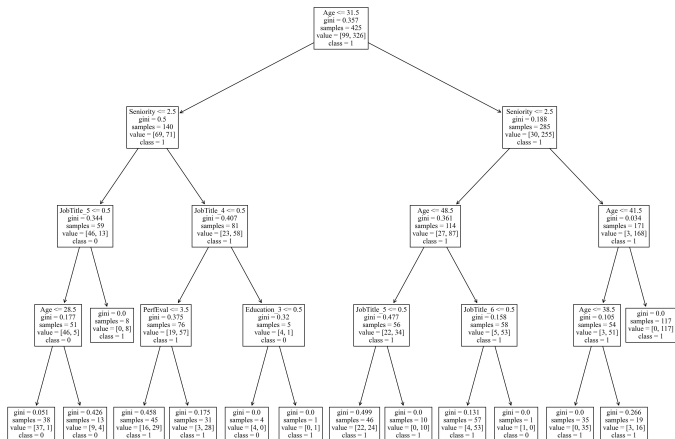 Age <= 31.5
gini = 0.357
samples = 425
value = [99, 326]
class = 1
Seniority <= 2.5
gini = 0.5
samples = 140
value = [69, 71]
class = 1
Seniority <= 2.5
gini = 0.188
samples = 285
value = [30, 255]
class = 1
JobTitle_5 <= 0.5
gini = 0.344
samples = 59
value = [46, 13]
class = 0
JobTitle_4 <= 0.5
gini = 0.407
samples = 81
value = [23, 58]
class = 1
Age <= 48.5
gini = 0.361
samples = 114
value = [27, 87]
class = 1
Age <= 41.5
gini = 0.034
samples = 171
value = [3, 168]
class = 1
Age <= 28.5
gini = 0.177
samples = 51
value = [46, 5]
class = 0
gini = 0.0
samples = 8
value = [0, 8]
class = 1
PerfEval <= 3.5
gini = 0.375
samples = 76
value = [19, 57]
class = 1
Education_3 <= 0.5
gini = 0.32
samples = 5
value = [4, 1]
class = 0
JobTitle_5 <= 0.5
gini = 0.477
samples = 56
value = [22, 34]
class = 1
JobTitle_6 <= 0.5
gini = 0.158
samples = 58
value = [5, 53]
class = 1
Age <= 38.5
gini = 0.105
samples = 54
value = [3, 51]
class = 1
gini = 0.0
samples = 117
value = [0, 117]
class = 1
gini = 0.051
samples = 38
value = [37, 1]
class = 0
gini = 0.426
samples = 13
value = [9, 4]
class = 0
gini = 0.458
samples = 45
value = [16, 29]
class = 1
gini = 0.175
samples = 31
value = [3, 28]
class = 1
gini = 0.0
samples = 4
value = [4, 0]
class = 0
gini = 0.0
samples = 1
value = [0, 1]
class = 1
gini = 0.499
samples = 46
value = [22, 24]
class = 1
gini = 0.0
samples = 10
value = [0, 10]
class = 1
gini = 0.131
samples = 57
value = [4, 53]
class = 1
gini = 0.0
samples = 1
value = [1, 0]
class = 0
gini = 0.0
samples = 35
value = [0, 35]
class = 1
gini = 0.266
samples = 19
value = [3, 16]
class = 1